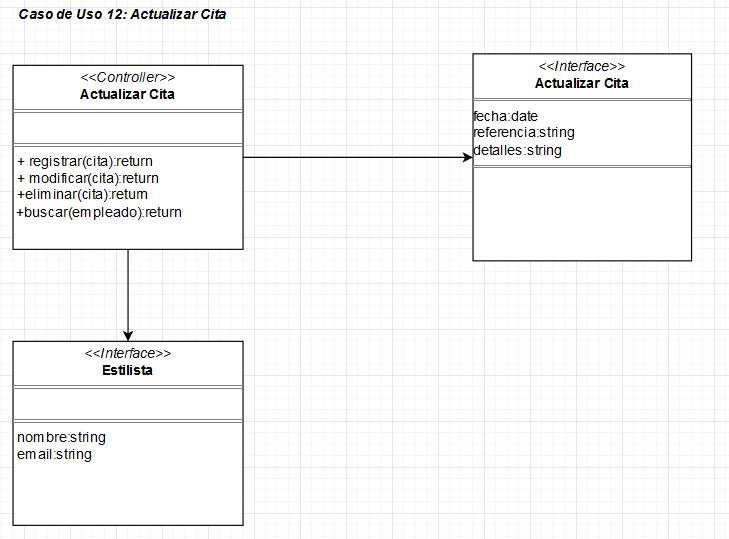 Caso de Uso 12: Actualizar Cita
<<Controller>>
Actualizar Cita
+ registrar(cita):return
+ modificar(cita):return
+eliminar(cita):return
+buscar(empleado):return
<<Interface>>
Actualizar Cita
fecha:date
referencia:string
detalles:string
<<Interface>>
Estilista
nombre:string
email:string